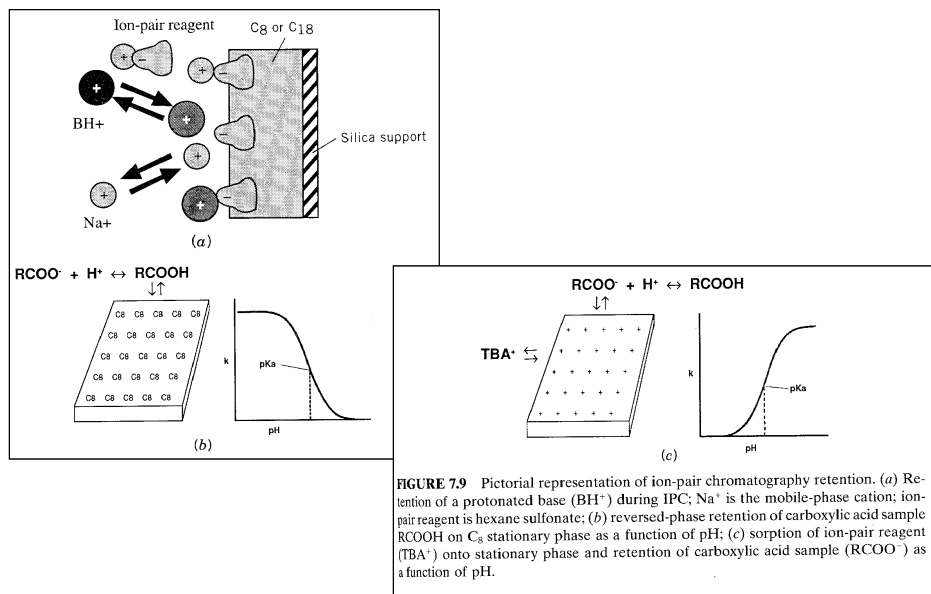 Ion-pair reagent
C8 or C18
+
−
+
−
+
BH+
+
−
Silica support
+
+
Na+
+
−
(a)
RCOO- + H+ ↔ RCOOH
↓↑
C8 C8 C8 C8 C8
C8 C8 C8 C8 C8
C8 C8 C8 C8 C8
C8 C8 C8 C8 C8
C8 C8 C8 C8 C8
k
pKa
pH
(b)
RCOO- + H+ ↔ RCOOH
↓↑
TBA+ ⇆
+ + + + +
+ + + + +
+ + + + +
+ + + + +
+ + + + +
k
pKa
pH
(c)
FIGURE 7.9 Pictorial representation of ion-pair chromatography retention. (a) Re-
tention of a protonated base (BH+) during IPC; Na+ is the mobile-phase cation; ion-
pair reagent is hexane sulfonate; (b) reversed-phase retention of carboxylic acid sample
RCOOH on C8 stationary phase as a function of pH; (c) sorption of ion-pair reagent
(TBA+) onto stationary phase and retention of carboxylic acid sample (RCOO−) as
a function of pH.